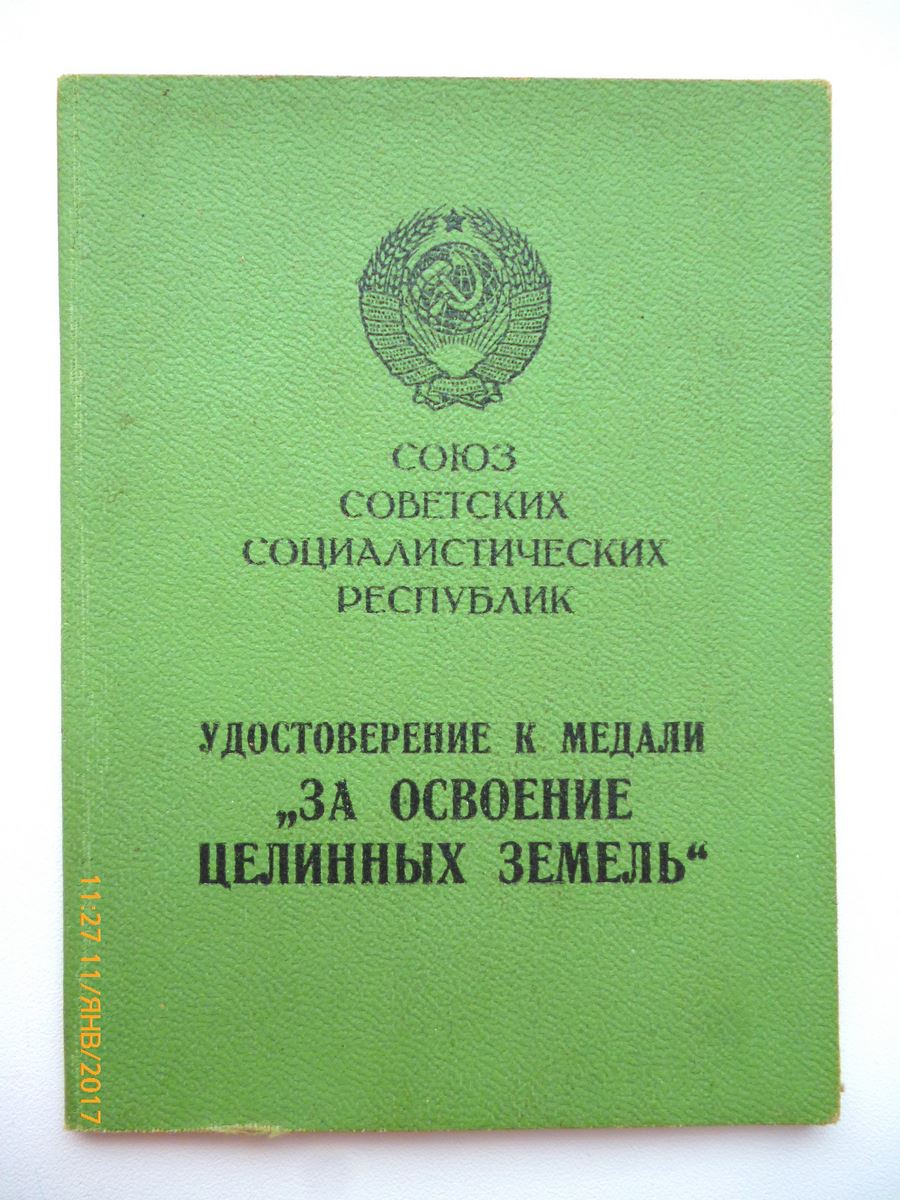 СОЮЗ
СОВЕТСКИХ
СОЦИАЛИСТИЧЕСКИХ
РЕСПУБЛИК
УДОСТОВЕРЕНИЕ К МЕДАЛИ
„ЗА ОСВОЕНИЕ
ЦЕЛИННЫХ ЗЕМЕЛЬ“
11:27 11/ЯНВ/2017